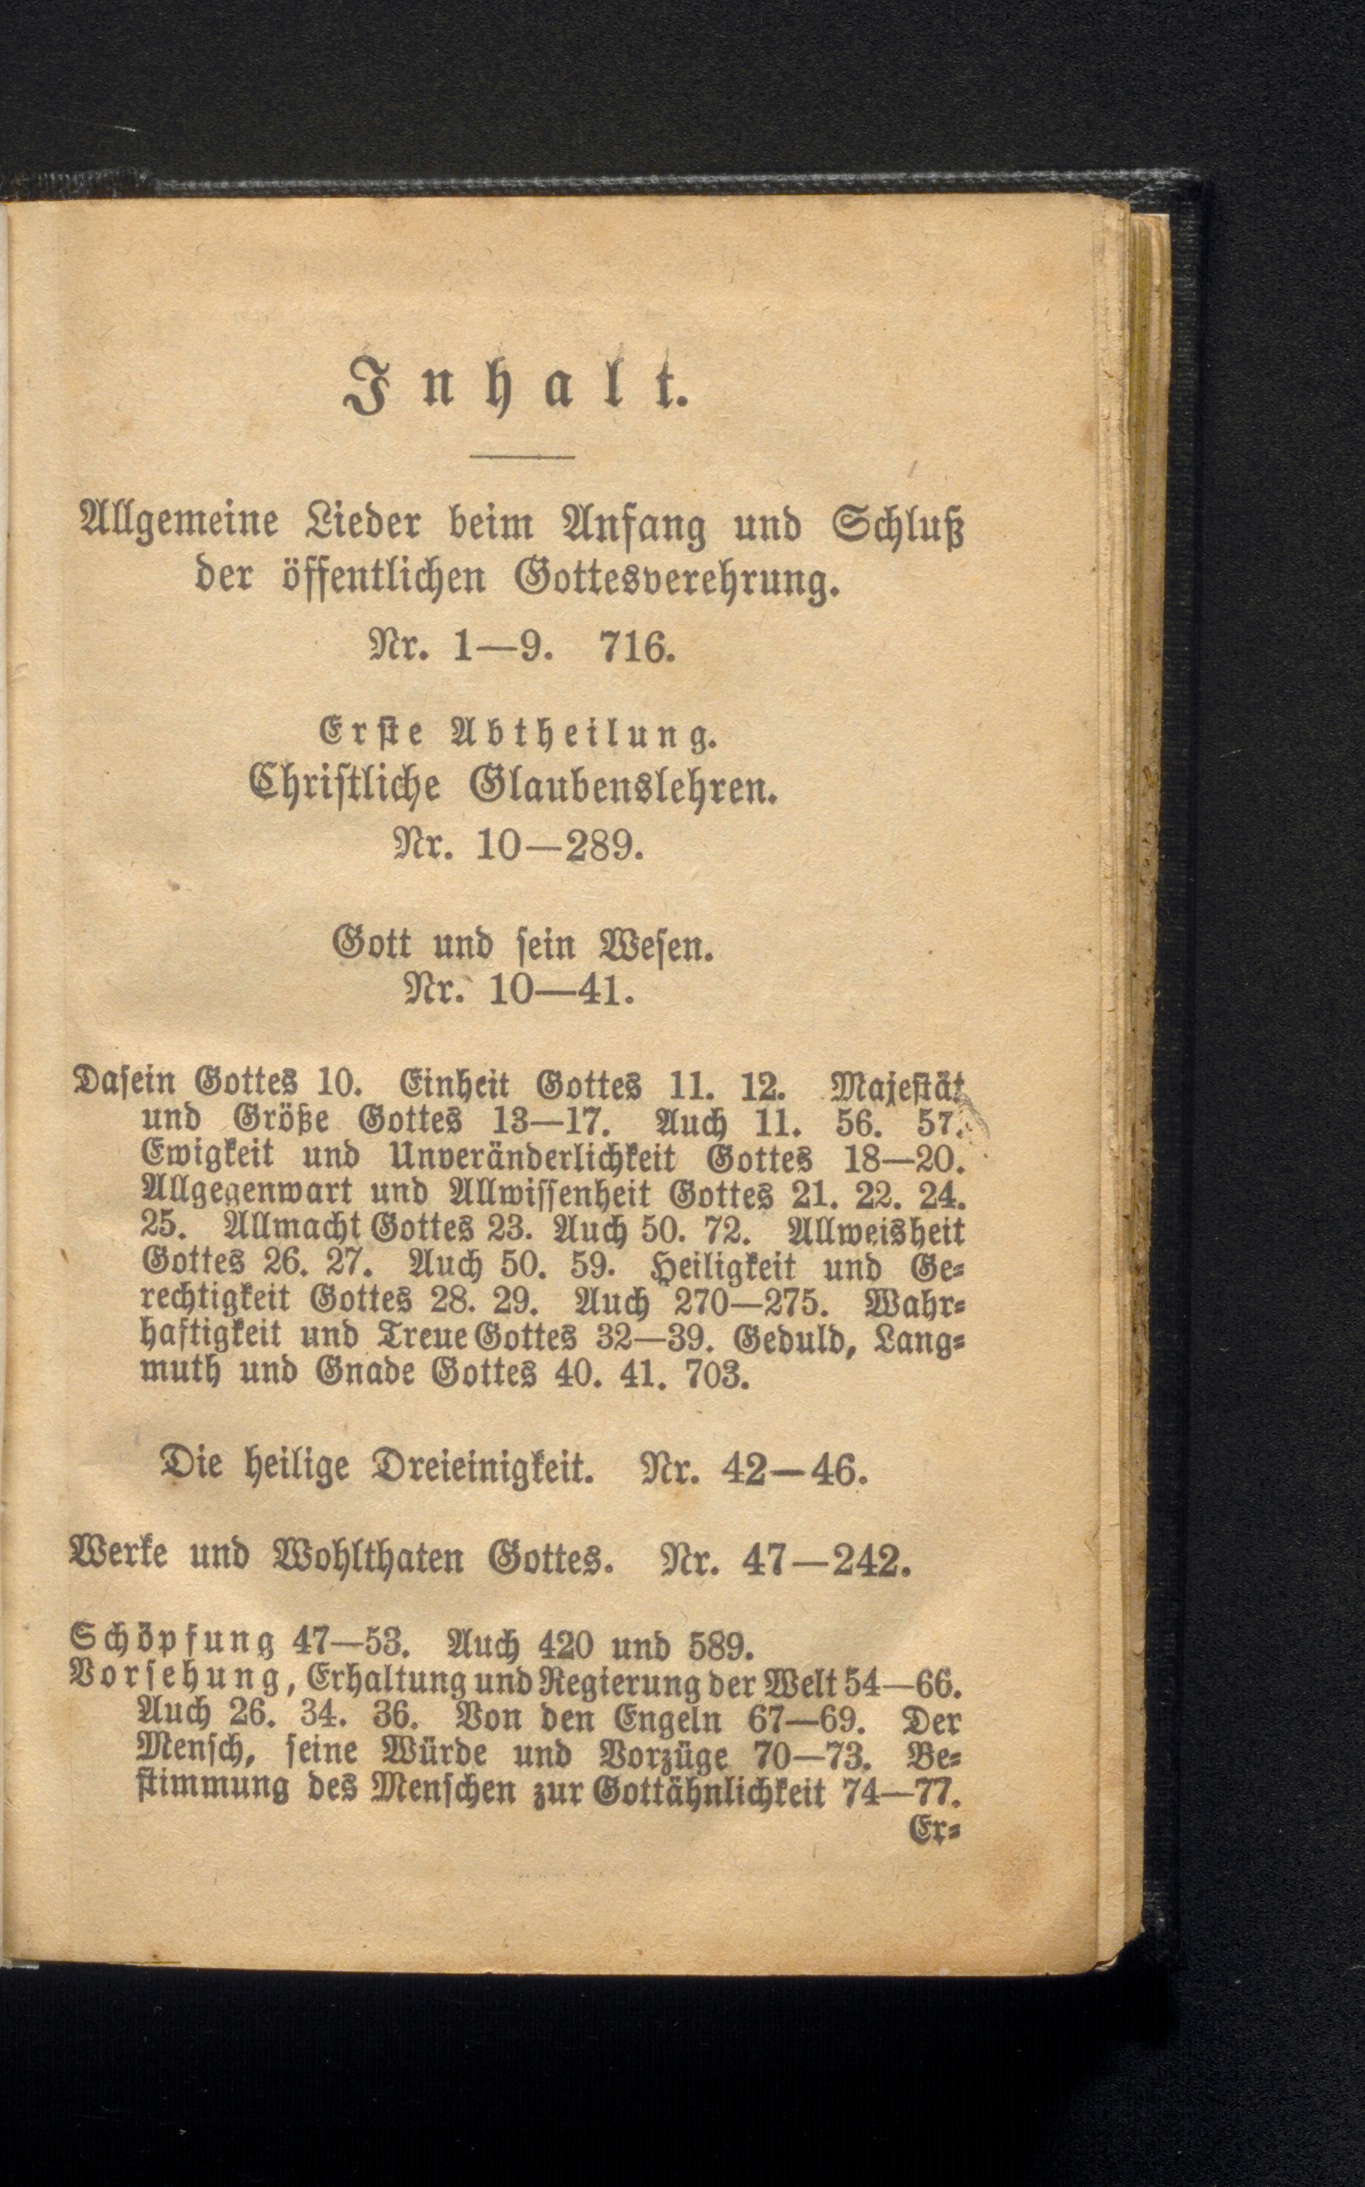 Inhalt.
Allgemeine Lieder beim Anfang und Schluß
der öffentlichen Gottesverehrung.
Nr. 1—9. 716.
Erste Abtheilung.
Christliche Glaubenslehren.
Nr. 10—289.
Gott und sein Wesen.
Nr. 10—41.
Dasein Gottes 10. Einheit Gottes 11. 12. Majestät
und Größe Gottes 13—17. Auch 11. 56. 57.
Ewigkeit und Unveränderlichkeit Gottes 18—20.
Allgegenwart und Allwissenheit Gottes 21. 22. 24.
25. Allmacht Gottes 23. Auch 50. 72. Allweisheit
Gottes 26. 27. Auch 50. 59. Heiligkeit und Ge-
rechtigkeit Gottes 28. 29. Auch 270—275. Wahr-
haftigkeit und Treue Gottes 32—39. Geduld, Lang-
muth und Gnade Gottes 40. 41. 703.
Die heilige Dreieinigkeit. Nr. 42—46.
Werke und Wohlthaten Gottes. Nr. 47—242.
Schöpfung 47—53. Auch 420 und 589.
Vorsehung, Erhaltung und Regierung der Welt 54—66.
Auch 26. 34. 36. Von den Engeln 67—69. Der
Mensch, seine Würde und Vorzüge 70—73. Be-
stimmung des Menschen zur Gottähnlichkeit 74—77.
Er-